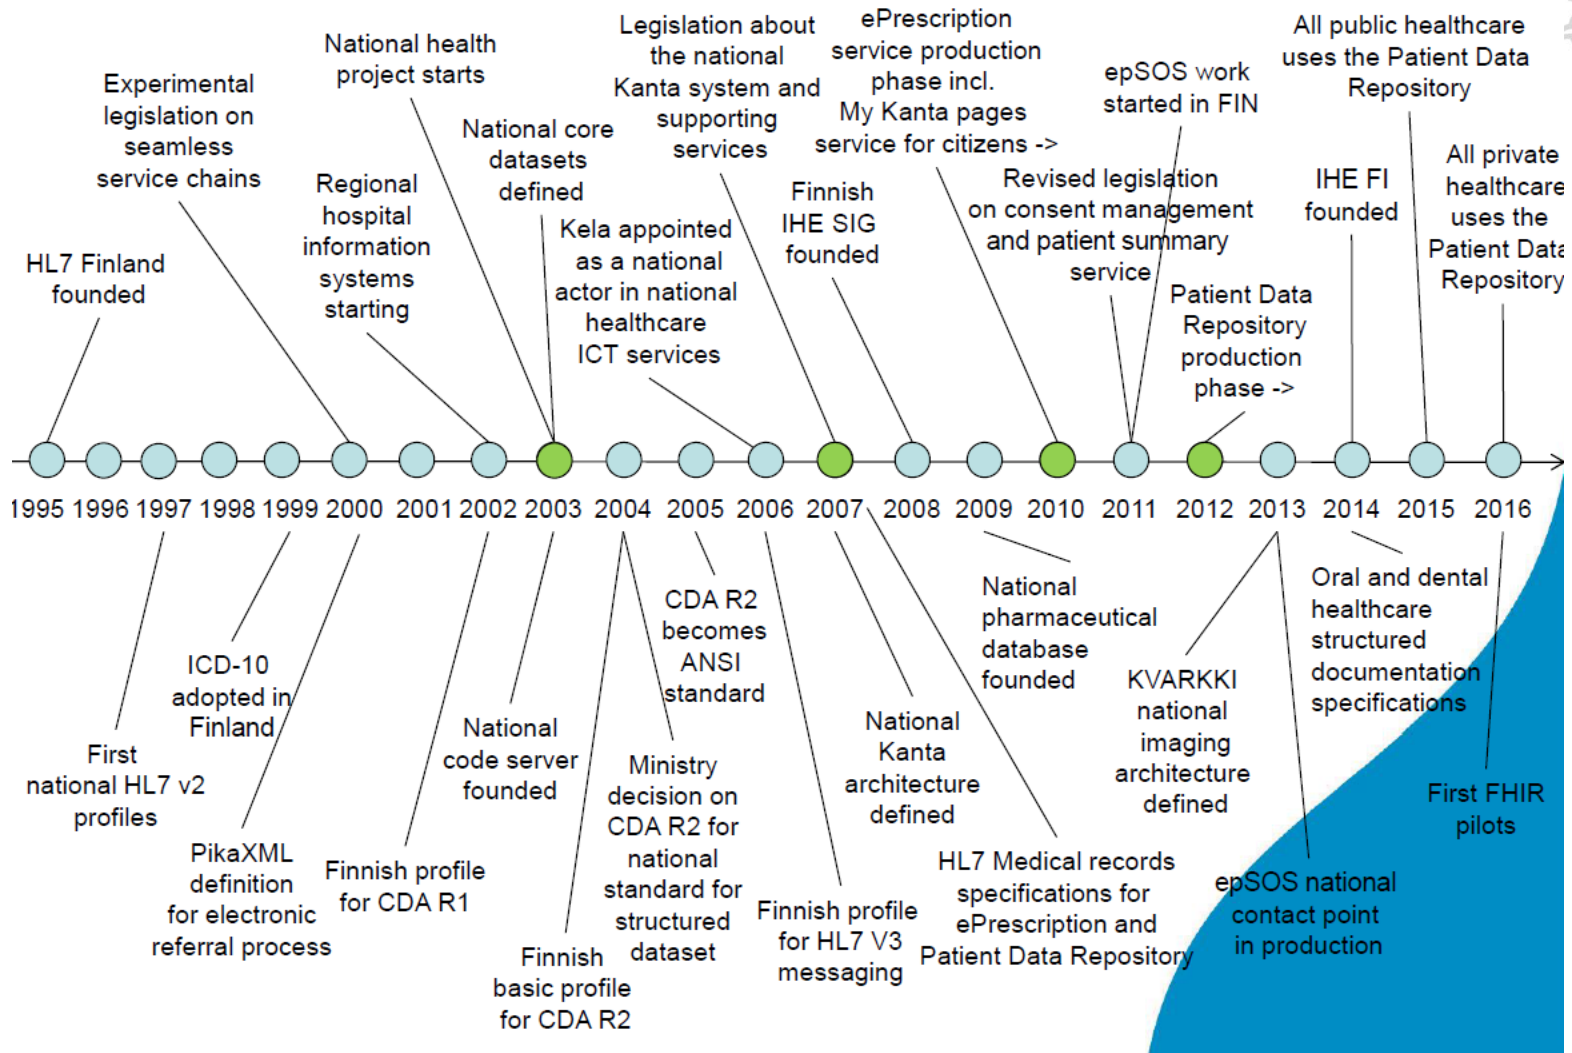 HL7 Finland
founded
Experimental
legislation on
seamless
service chains
National health
project starts
Regional
hospital
information
systems
starting
National core
datasets
defined
Kela appointed
as a national
actor in national
healthcare
ICT services
Legislation about
the national
Kanta system and
supporting
services
Finnish
IHE SIG
founded
ePrescription
service production
phase incl.
My Kanta pages
service for citizens ->
Revised legislation
on consent management
and patient summary
service
epSOS work
started in FIN
Patient Data
Repository
production
phase ->
IHE FI
founded
All public healthcare
uses the Patient Data
Repository
All private
healthcare
uses the
Patient Data
Repository
1995 1996 1997 1998 1999 2000 2001 2002 2003 2004 2005 2006 2007 2008 2009 2010 2011 2012 2013 2014 2015 2016
First
national HL7 v2
profiles
ICD-10
adopted in
Finland
PikaXML
definition
for electronic
referral process
Finnish profile
for CDA R1
National
code server
founded
Finnish
basic profile
for CDA R2
Ministry
decision on
CDA R2 for
national
standard for
structured
dataset
CDA R2
becomes
ANSI
standard
Finnish profile
for HL7 V3
messaging
National
Kanta
architecture
defined
HL7 Medical records
specifications for
ePrescription and
Patient Data Repository
National
pharmaceutical
database
founded
KVARKKI
national
imaging
architecture
defined
epSOS national
contact point
in production
Oral and dental
healthcare
structured
documentation
specifications
First FHIR
pilots